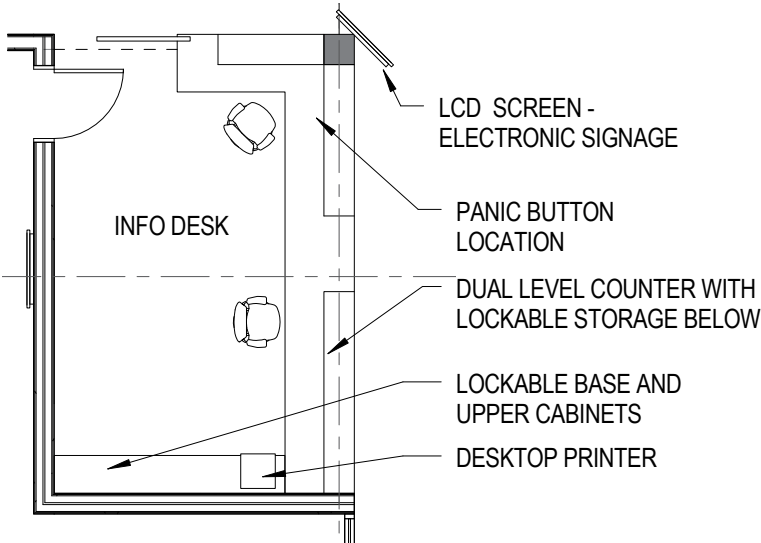 LCD SCREEN -
ELECTRONIC SIGNAGE
PANIC BUTTON
LOCATION
INFO DESK
DUAL LEVEL COUNTER WITH
LOCKABLE STORAGE BELOW
LOCKABLE BASE AND
UPPER CABINETS
DESKTOP PRINTER